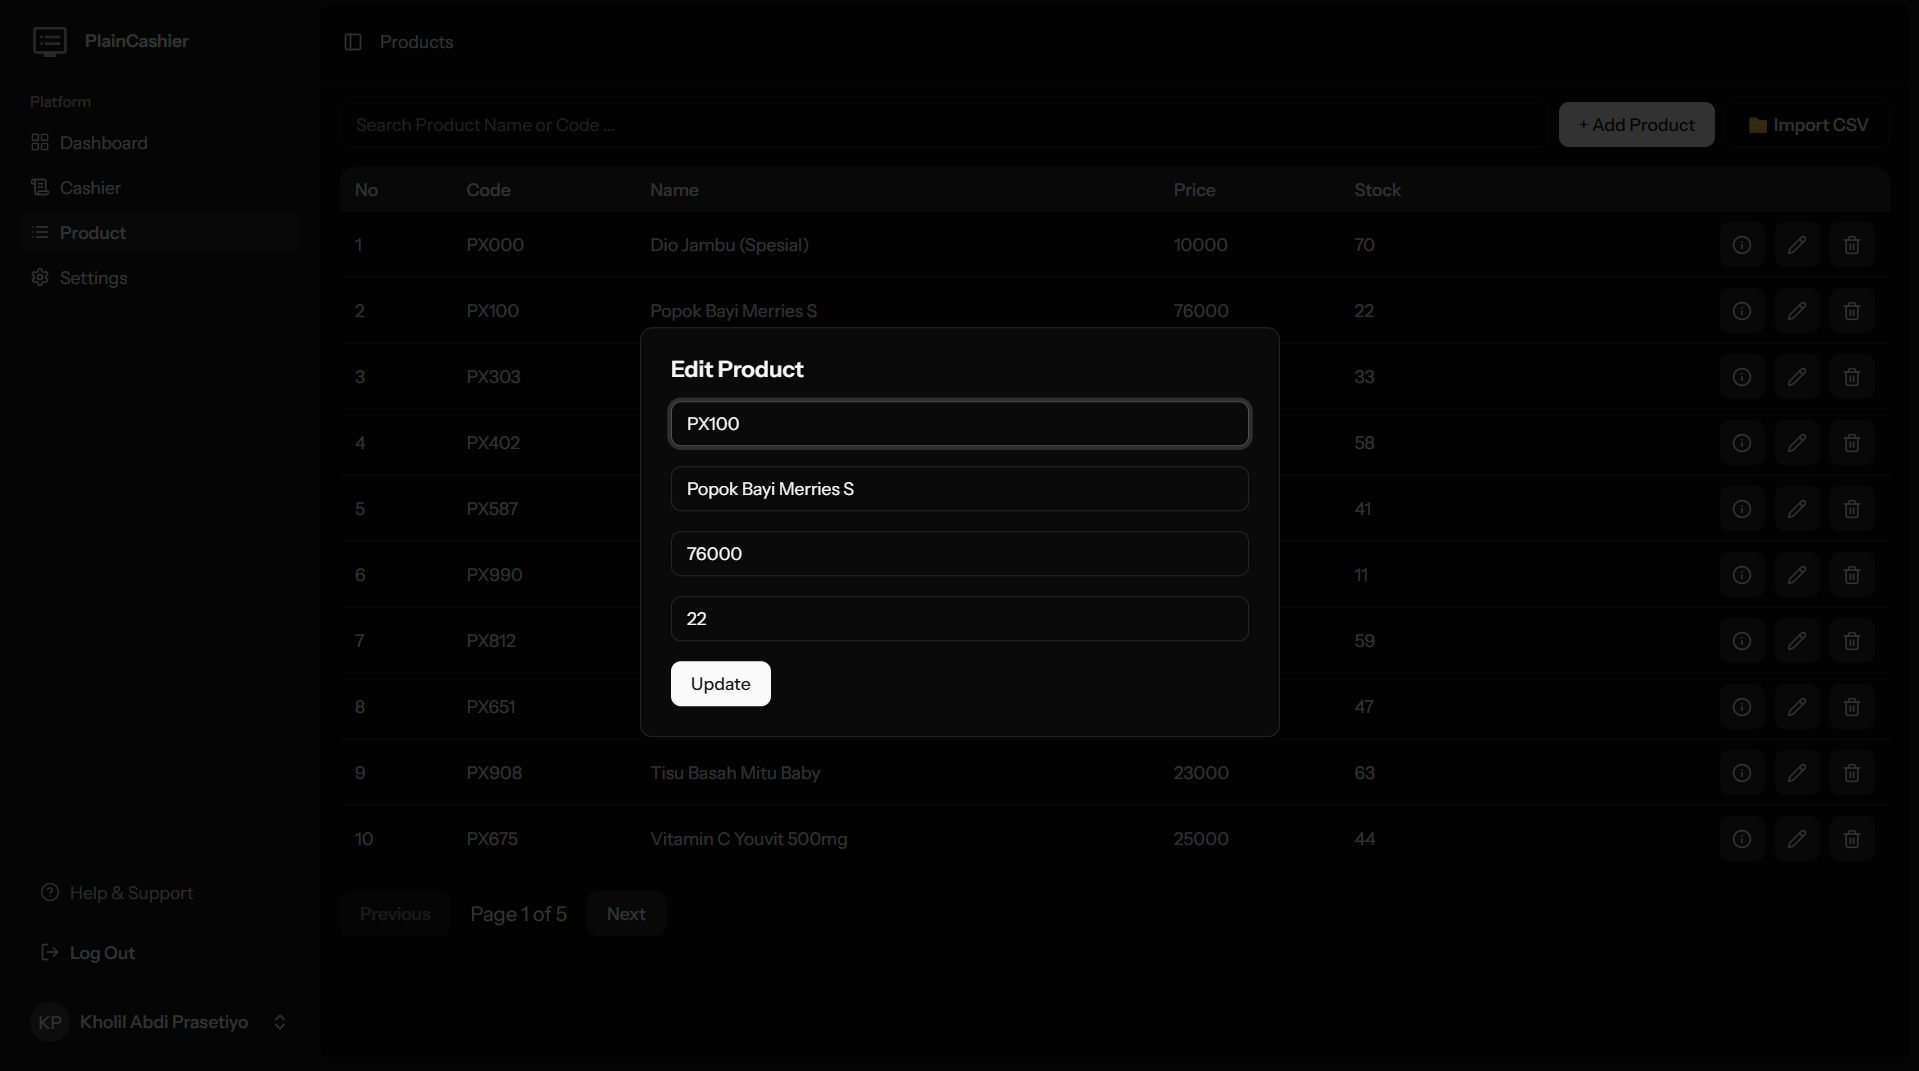 PlainCashier
Platform
Dashboard
Cashier
Product
Settings
Help & Support
Log Out
KP Kholil Abdi Prasetiyo
Products
Search Product Name or Code ...
+ Add Product
Import CSV
No Code Name Price Stock
1 PX000 Dio Jambu (Spesial) 10000 70
2 PX100 Popok Bayi Merries S 76000 22
3 PX303 33
4 PX402 58
5 PX587 41
6 PX990 11
7 PX812 59
8 PX651 47
9 PX908 Tisu Basah Mitu Baby 23000 63
10 PX675 Vitamin C Youvit 500mg 25000 44
Previous Page 1 of 5 Next
Edit Product
PX100
Popok Bayi Merries S
76000
22
Update